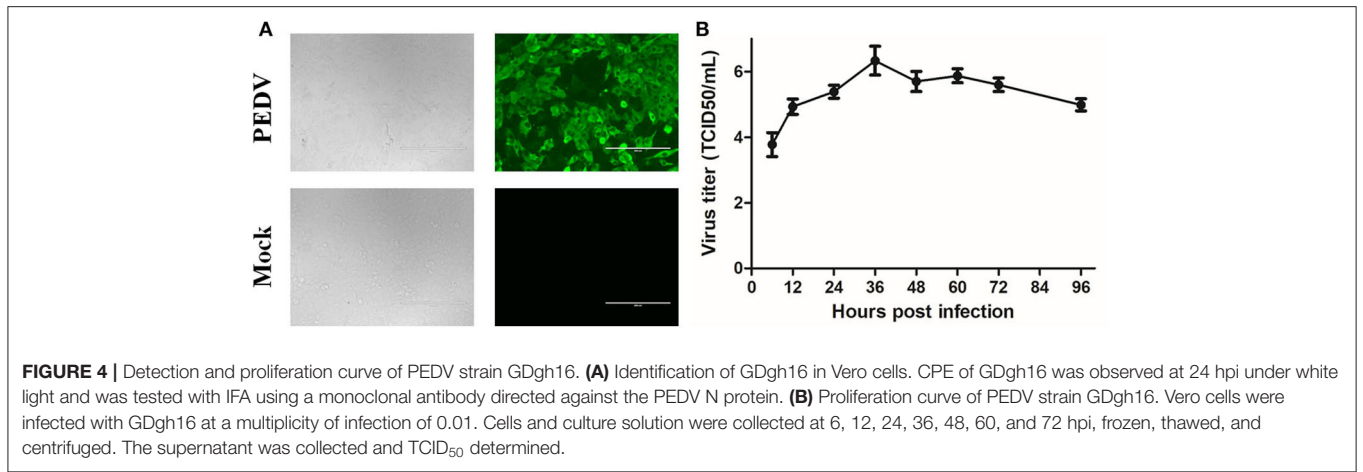 A
B
PEDV
Mock
Virus titer (TCID50/mL)
6
4
2
0
0 12 24 36 48 60 72 84 96
Hours post infection
FIGURE 4 | Detection and proliferation curve of PEDV strain GDgh16. (A) Identification of GDgh16 in Vero cells. CPE of GDgh16 was observed at 24 hpi under white
light and was tested with IFA using a monoclonal antibody directed against the PEDV N protein. (B) Proliferation curve of PEDV strain GDgh16. Vero cells were
infected with GDgh16 at a multiplicity of infection of 0.01. Cells and culture solution were collected at 6, 12, 24, 36, 48, 60, and 72 hpi, frozen, thawed, and
centrifuged. The supernatant was collected and TCID50 determined.